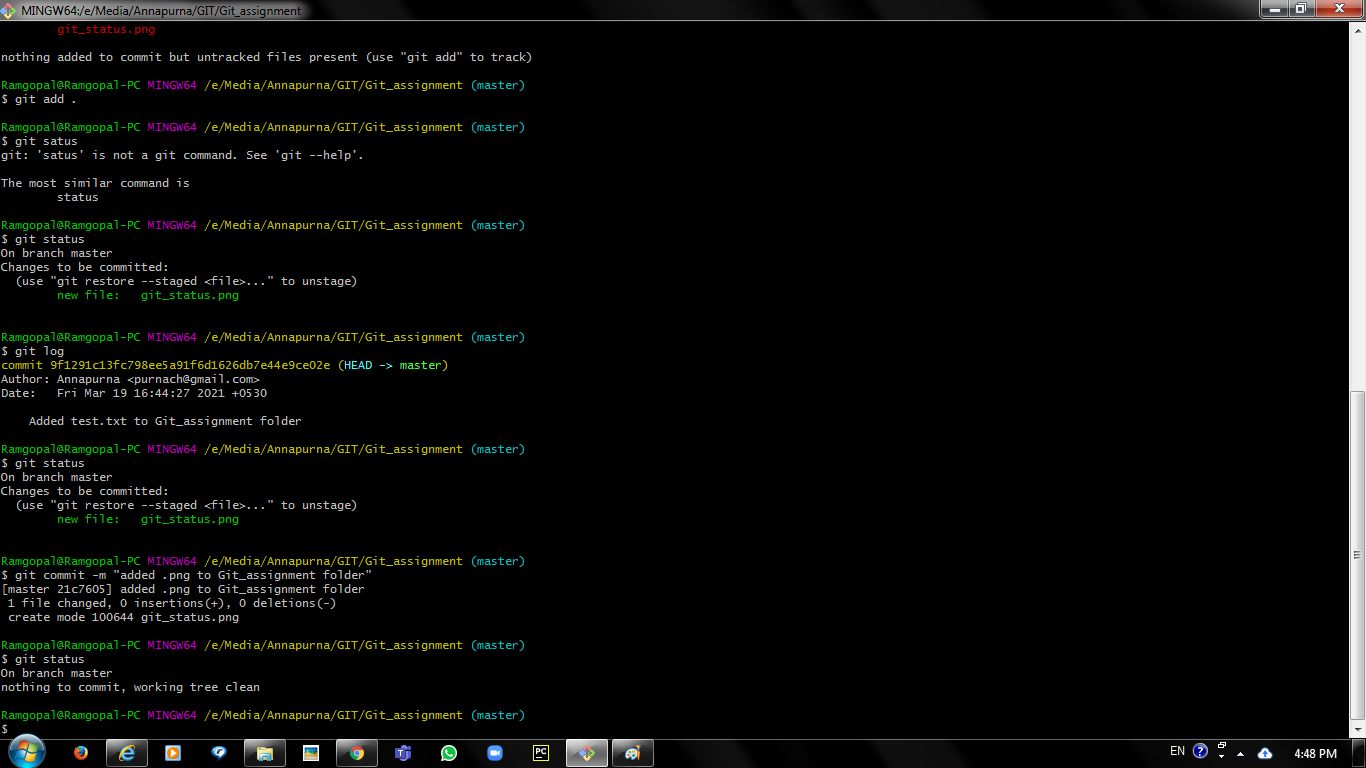 MINGW64:/e/Media/Annapurna/GIT/Git_assignment
git_status.png
nothing added to commit but untracked files present (use "git add" to track)
Ramgopal@Ramgopal-PC MINGW64 /e/Media/Annapurna/GIT/Git_assignment (master)
$ git add .
Ramgopal@Ramgopal-PC MINGW64 /e/Media/Annapurna/GIT/Git_assignment (master)
$ git satus
git: 'satus' is not a git command. See 'git --help'.
The most similar command is
status
Ramgopal@Ramgopal-PC MINGW64 /e/Media/Annapurna/GIT/Git_assignment (master)
$ git status
On branch master
Changes to be committed:
(use "git restore --staged <file>..." to unstage)
new file:   git_status.png
Ramgopal@Ramgopal-PC MINGW64 /e/Media/Annapurna/GIT/Git_assignment (master)
$ git log
commit 9f1291c13fc798ee5a91f6d1626db7e44e9ce02e (HEAD -> master)
Author: Annapurna <purnach@gmail.com>
Date:   Fri Mar 19 16:44:27 2021 +0530
Added test.txt to Git_assignment folder
Ramgopal@Ramgopal-PC MINGW64 /e/Media/Annapurna/GIT/Git_assignment (master)
$ git status
On branch master
Changes to be committed:
(use "git restore --staged <file>..." to unstage)
new file:   git_status.png
Ramgopal@Ramgopal-PC MINGW64 /e/Media/Annapurna/GIT/Git_assignment (master)
$ git commit -m "added .png to Git_assignment folder"
[master 21c7605] added .png to Git_assignment folder
1 file changed, 0 insertions(+), 0 deletions(-)
create mode 100644 git_status.png
Ramgopal@Ramgopal-PC MINGW64 /e/Media/Annapurna/GIT/Git_assignment (master)
$ git status
On branch master
nothing to commit, working tree clean
Ramgopal@Ramgopal-PC MINGW64 /e/Media/Annapurna/GIT/Git_assignment (master)
$
PC
EN
4:48 PM